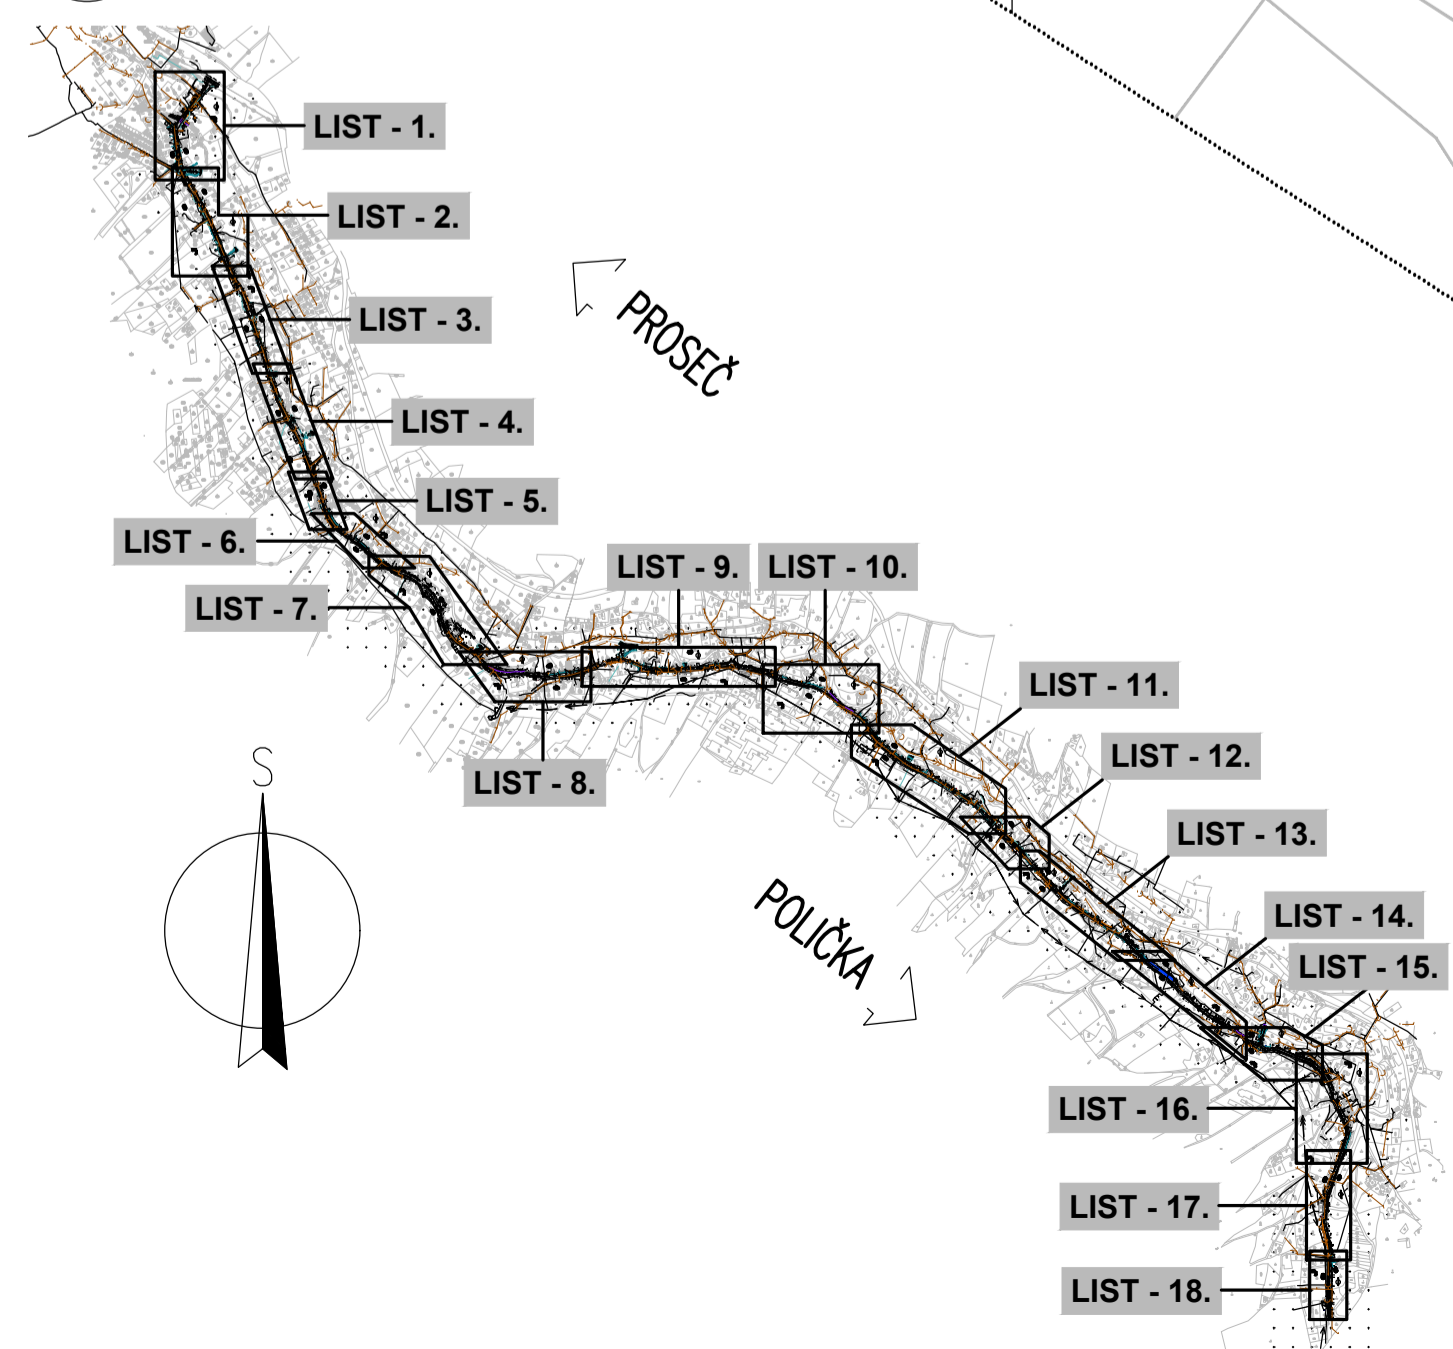 LIST - 1.
LIST - 2.
PROSEČ
LIST - 3.
LIST - 4.
LIST - 5.
LIST - 6.
LIST - 7.
LIST - 9.
LIST - 10.
LIST - 8.
LIST - 11.
LIST - 12.
S
LIST - 13.
POLIČKA
LIST - 14.
LIST - 15.
LIST - 16.
LIST - 17.
LIST - 18.